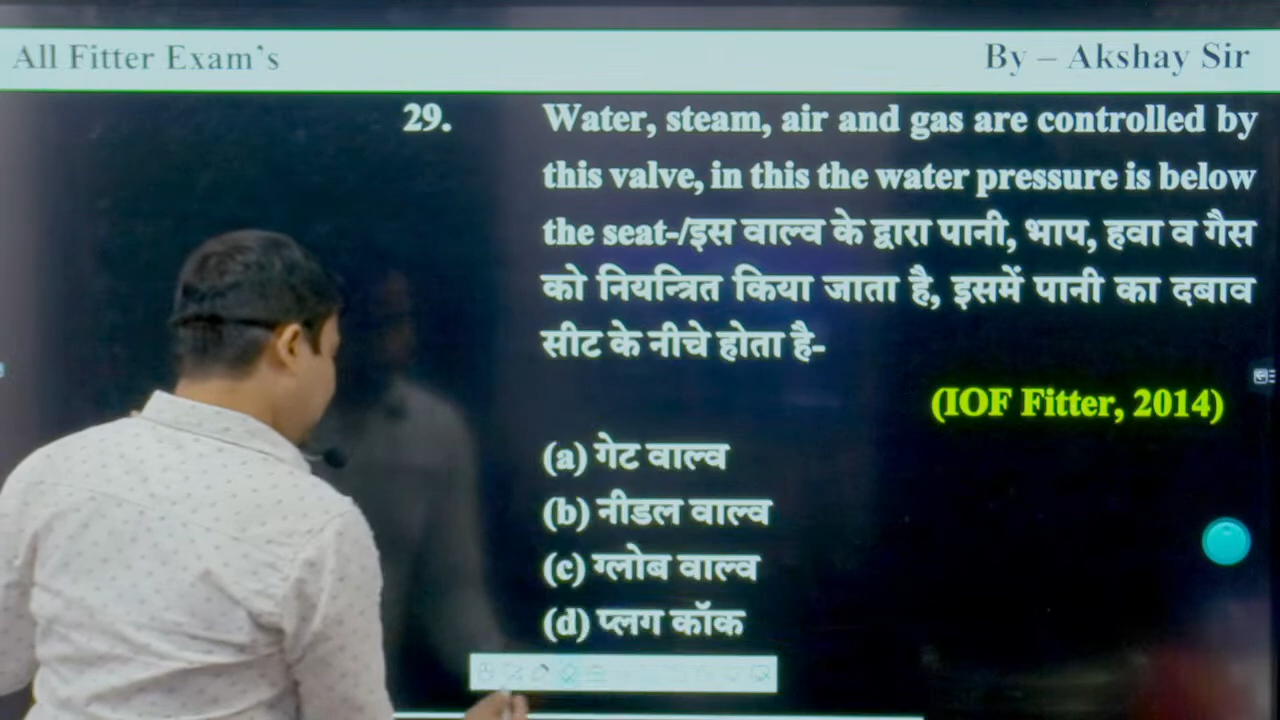 All Fitter Exam's
By – Akshay Sir
29.
Water, steam, air and gas are controlled by
this valve, in this the water pressure is below
the seat-/इस वाल्व के द्वारा पानी, भाप, हवा व गैस
को नियन्त्रित किया जाता है, इसमें पानी का दबाव
सीट के नीचे होता है-
(IOF Fitter, 2014)
(a) गेट वाल्व
(b) नीडल वाल्व
(c) ग्लोब वाल्व
(d) प्लग कॉक